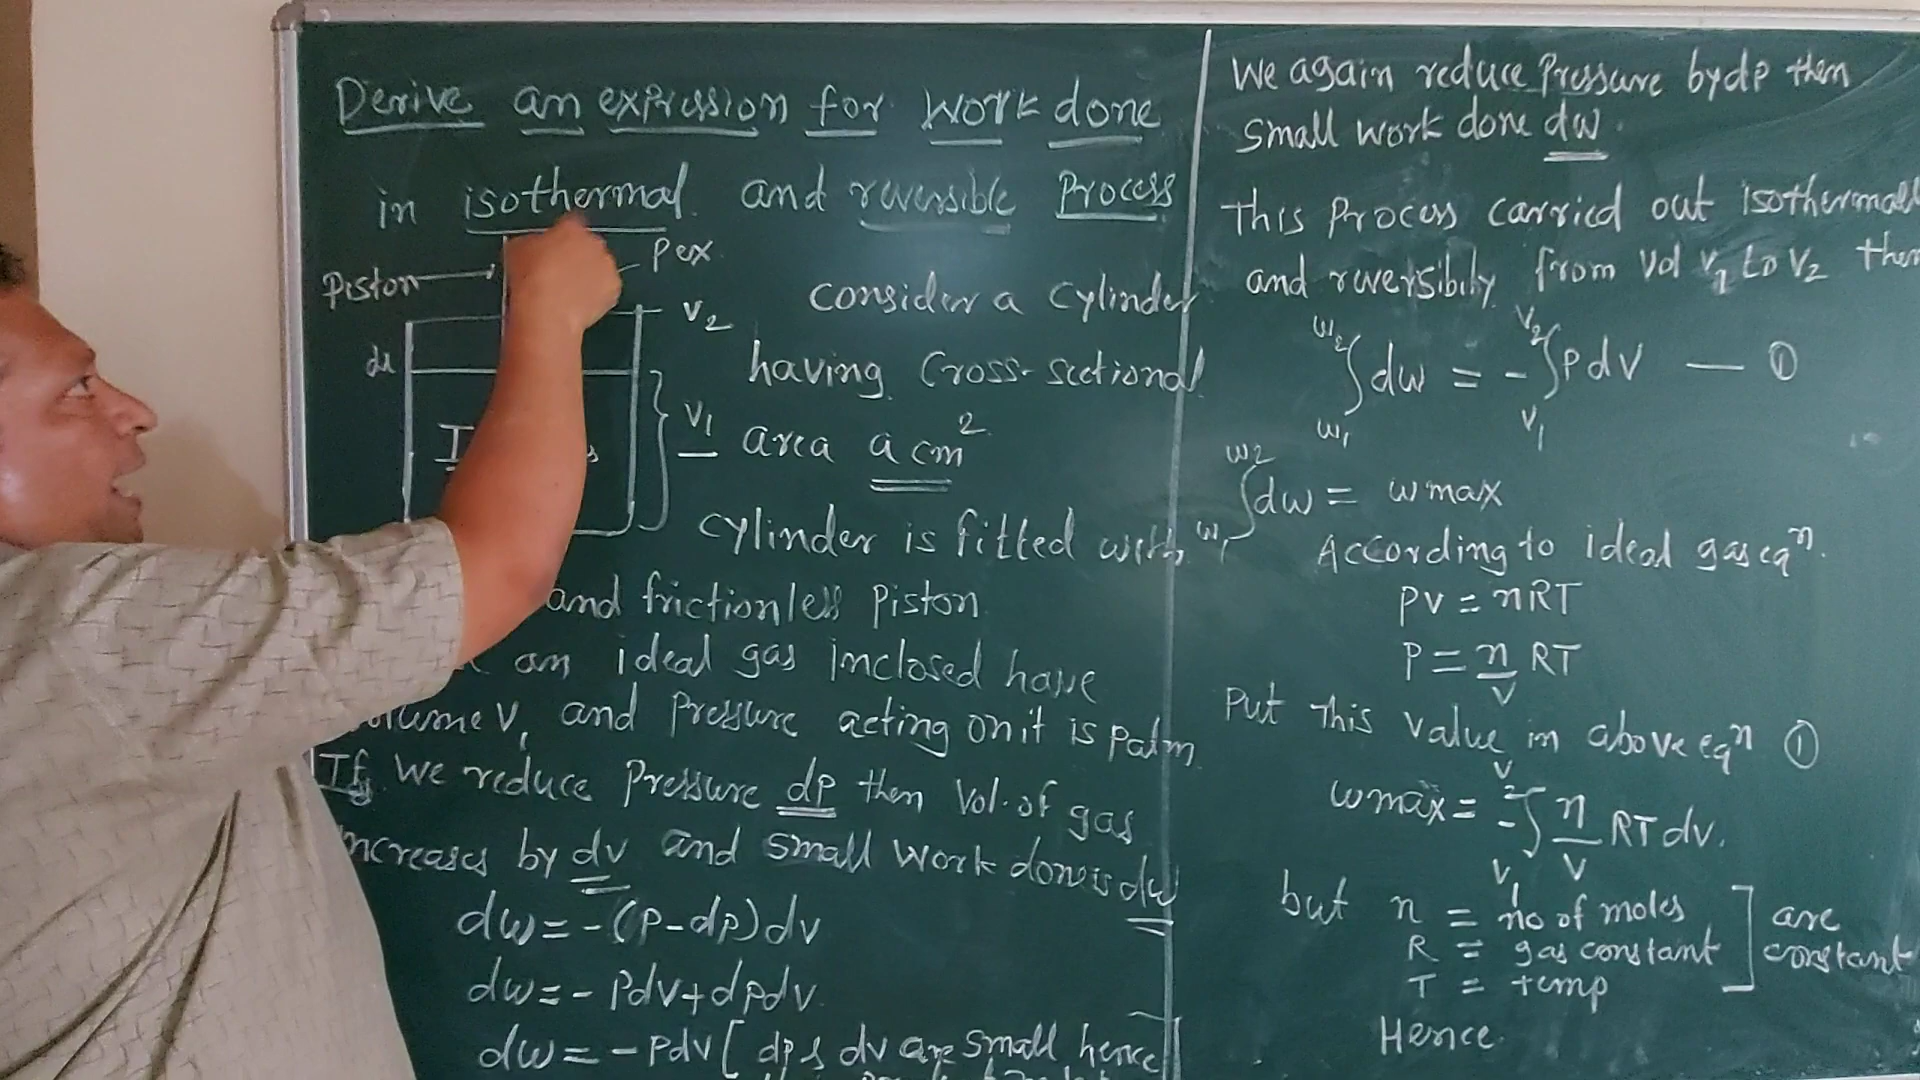 Derive an expression for work done
in isothermal and reversible Process
Pex
Piston
V2
dl
V1
consider a cylinder
having Cross-sectional
area a cm²
cylinder is fitted with
and frictionless piston
an ideal gas inclosed have
volume V1 and Pressure acting on it is Patm
If we reduce Pressure dp then Vol. of gas
increases by dv and small work done is dw
dw = -(P-dp)dv
dw = - Pdv+dpdv
dw = - Pdv [ dp & dv are small hence
We again reduce Pressure by dp then
small work done dw.
This Process carried out isothermall
and reversibily from Vol V1 to V2 then
w2∫w1 dw = - v2∫v1 PdV — ①
w2∫w1 dw = wmax
According to ideal gas eqn.
PV = nRT
P = n/V RT
Put This value in above eqn ①
wmax = - v2∫v1 n/V RT dv.
but n = no of moles
R = gas constant
T = temp
are
constant
Hence.